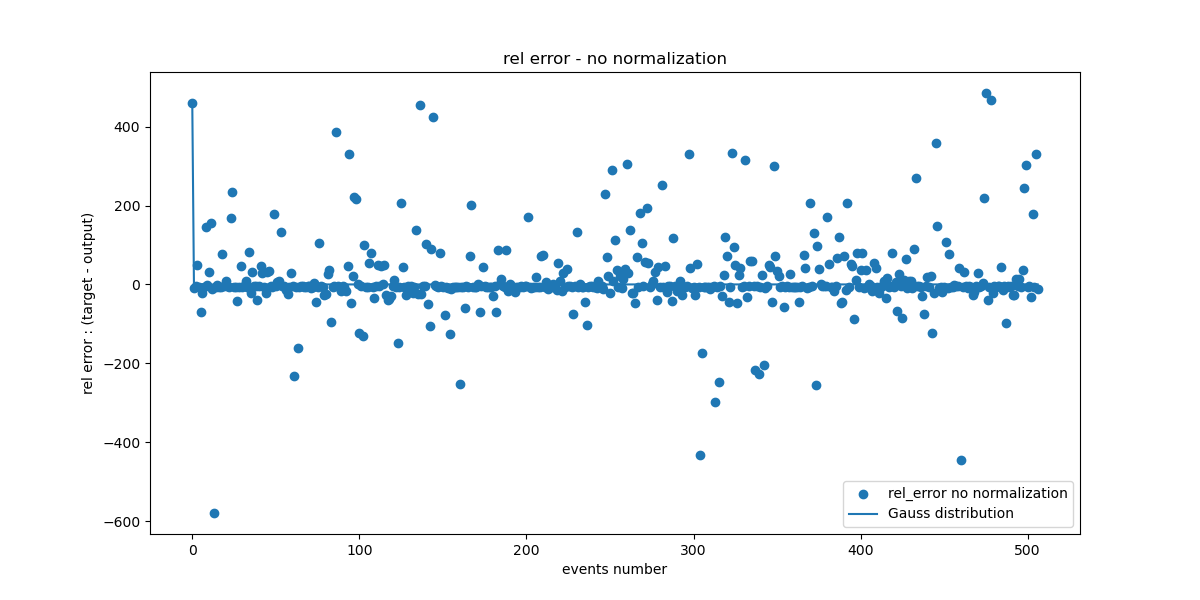 rel error - no normalization
rel error : (target - output)
400
200
0
−200
−400
−600
0
100
200
300
400
500
events number
rel_error no normalization
Gauss distribution